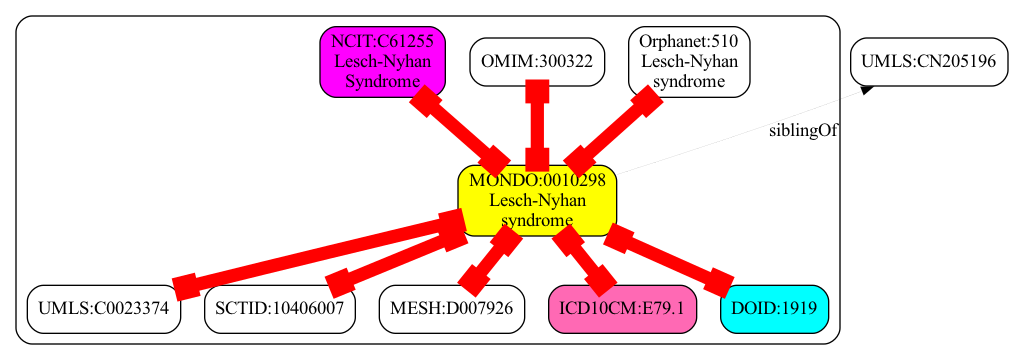 NCIT:C61255
Lesch-Nyhan
Syndrome
OMIM:300322
Orphanet:510
Lesch-Nyhan
syndrome
UMLS:CN205196
siblingOf
MONDO:0010298
Lesch-Nyhan
syndrome
UMLS:C0023374
SCTID:10406007
MESH:D007926
ICD10CM:E79.1
DOID:1919